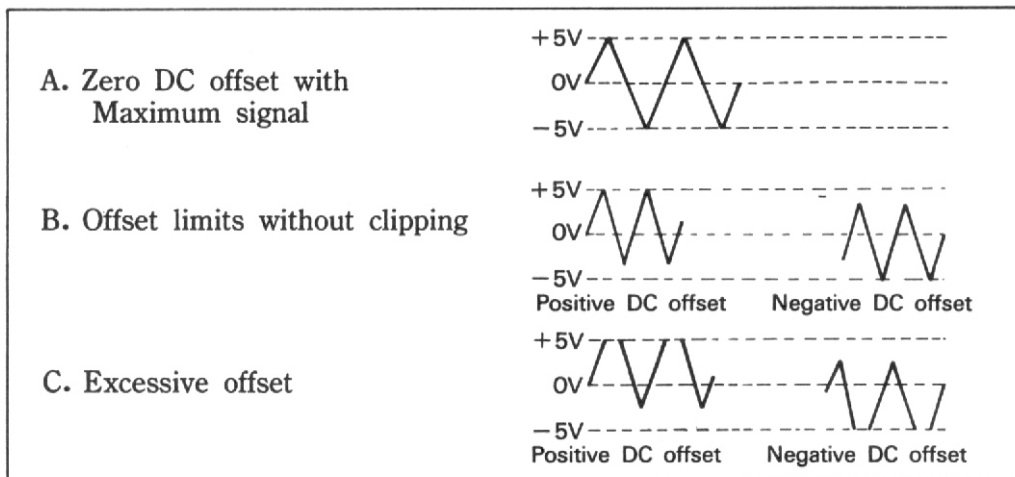 A. Zero DC offset with
Maximum signal
+5V
0V
−5V
B. Offset limits without clipping
+5V
0V
−5V
Positive DC offset Negative DC offset
C. Excessive offset
+5V
0V
−5V
Positive DC offset Negative DC offset